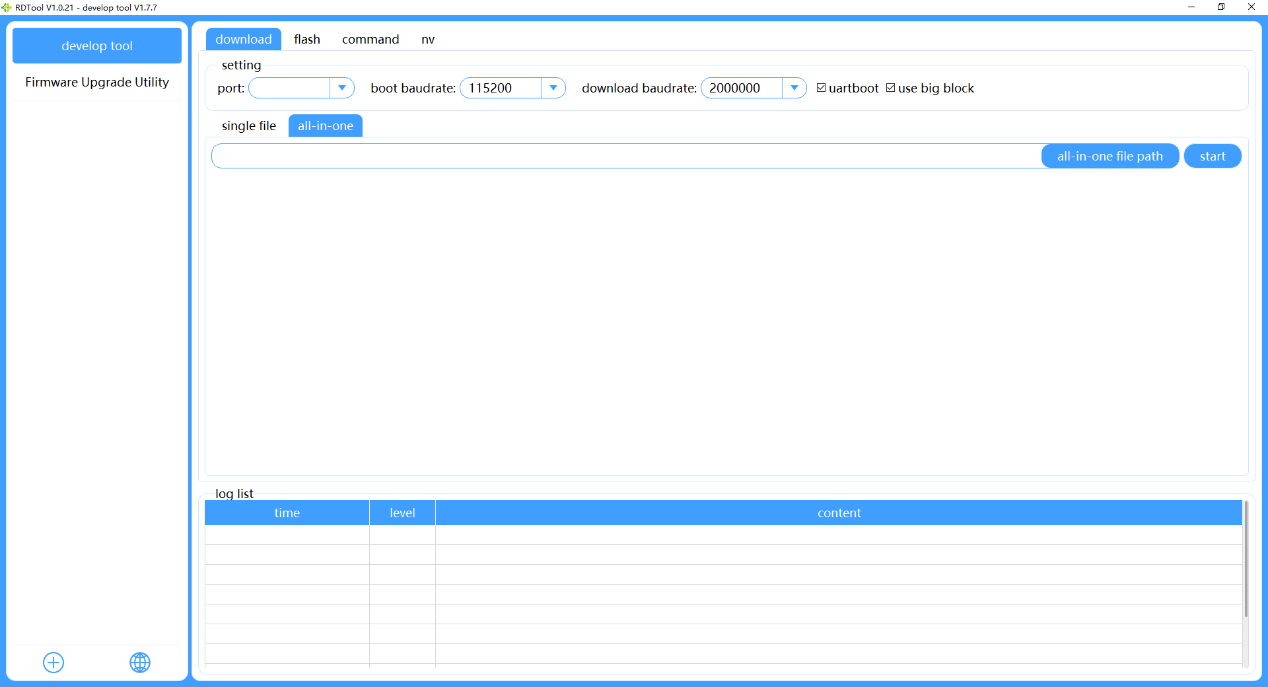 RDTool V1.0.21 - develop tool V1.7.7
develop tool
Firmware Upgrade Utility
download flash command nv
setting
port: boot baudrate: 115200 download baudrate: 2000000 uartboot use big block
single file all-in-one
all-in-one file path start
log list
time level content